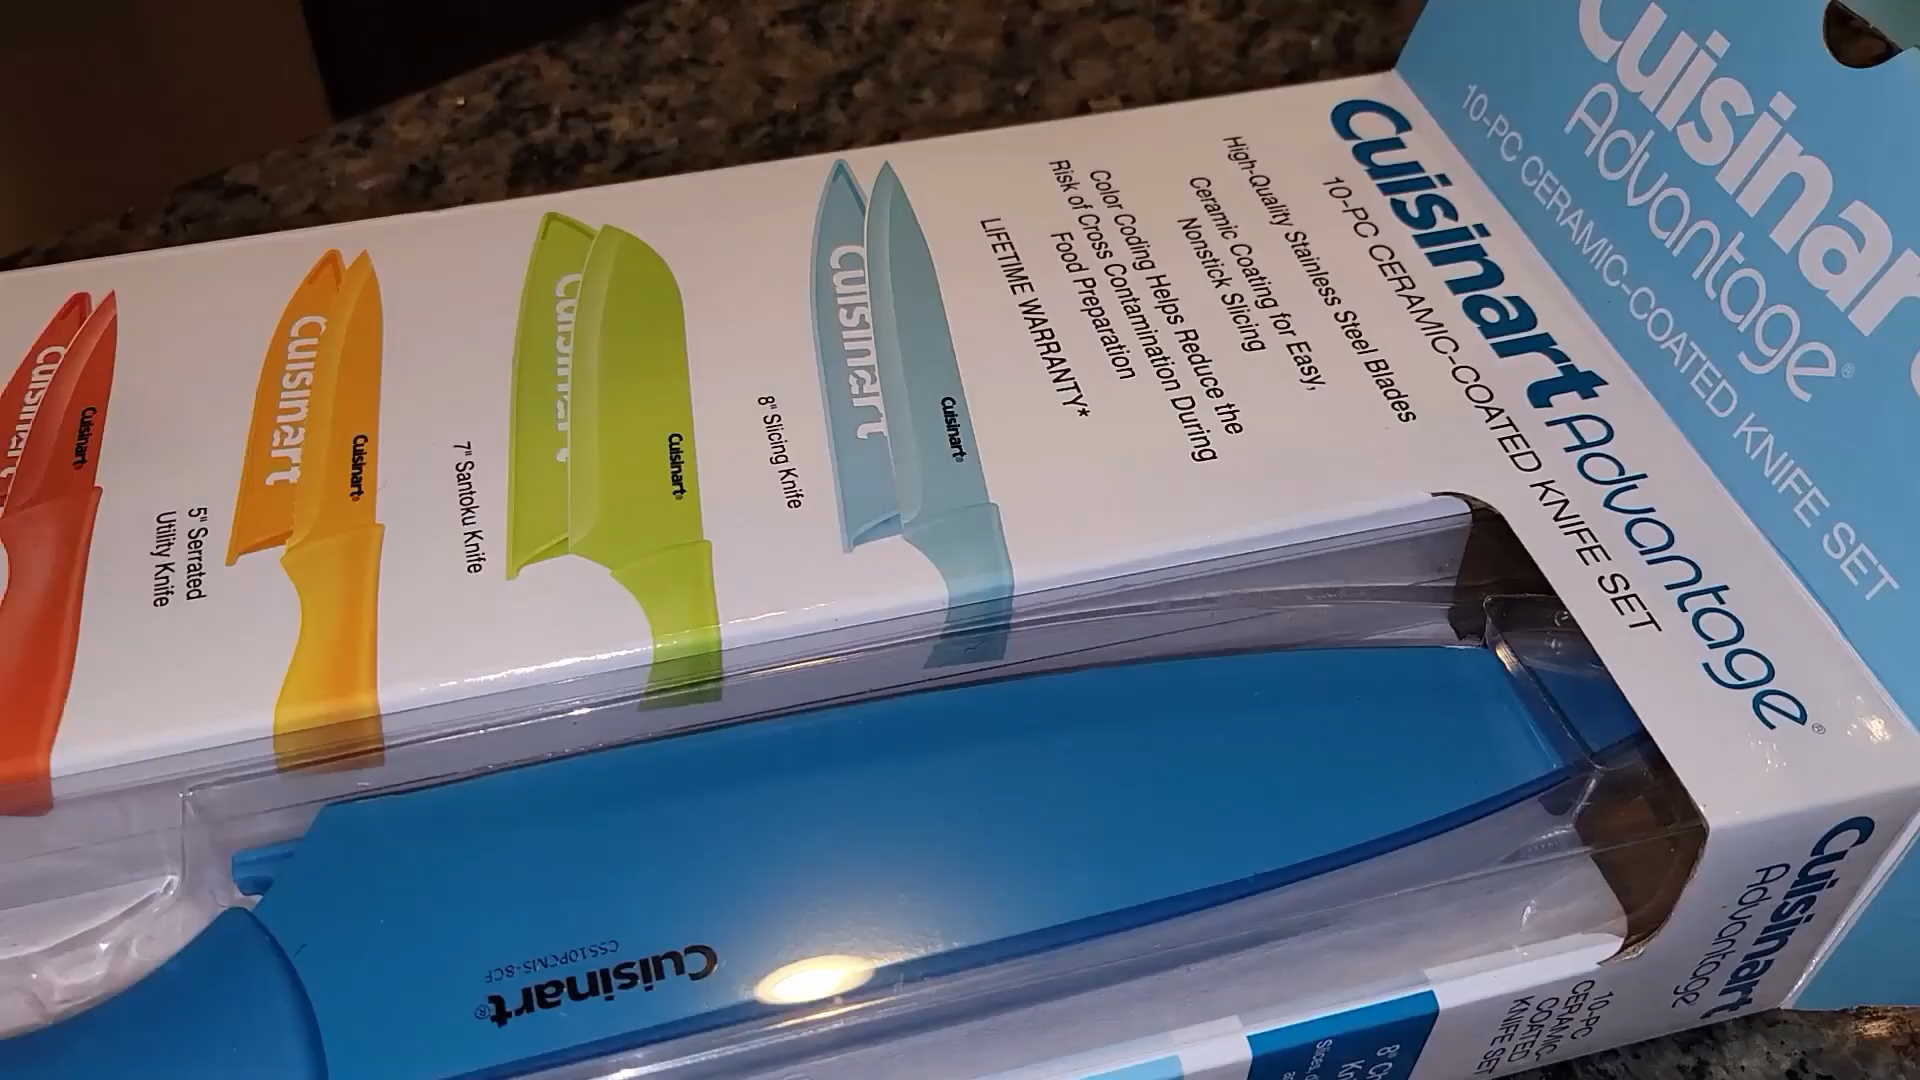 Cuisinar
Advantage®
10-PC CERAMIC-COATED KNIFE SET
Cuisinart Advantage®
10-PC CERAMIC-COATED KNIFE SET
High-Quality Stainless Steel Blades
Ceramic Coating for Easy,
Nonstick Slicing
Color Coding Helps Reduce the
Risk of Cross Contamination During
Food Preparation
LIFETIME WARRANTY*
Cuisinart
Cuisinart®
8" Slicing Knife
Cuisinart
Cuisinart®
7" Santoku Knife
Cuisinart
Cuisinart®
5" Serrated
Utility Knife
Cuisinart
Cuisinart®
Cuisinart®
CSS10PCMS-8CF
Cuisinart
Advantage
10-PC
CERAMIC-
COATED
KNIFE SET
8" Ch
Kn